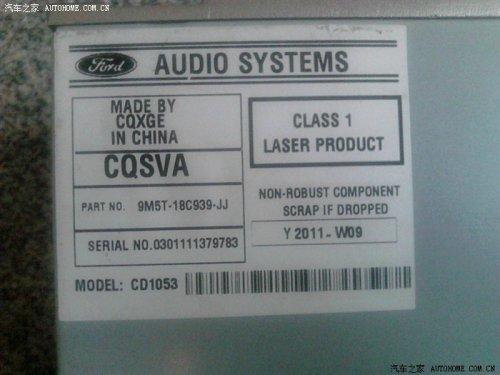 汽车之家 AUTOHOME.COM.CN
Ford AUDIO SYSTEMS
MADE BY
CQXGE
IN CHINA
CQSVA
PART NO. 9M5T-18C939-JJ
SERIAL NO.0301111379783
CLASS 1
LASER PRODUCT
NON-ROBUST COMPONENT
SCRAP IF DROPPED
Y 2011-W09
MODEL: CD1053
汽车之家 AUTOHOME.COM.CN